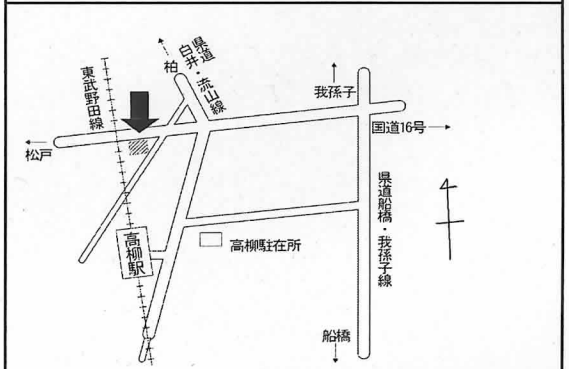 県道
白井・流山線
柏
東武野田線
我孫子
国道16号
松戸
県道船橋・我孫子線
高柳駅
高柳駐在所
船橋